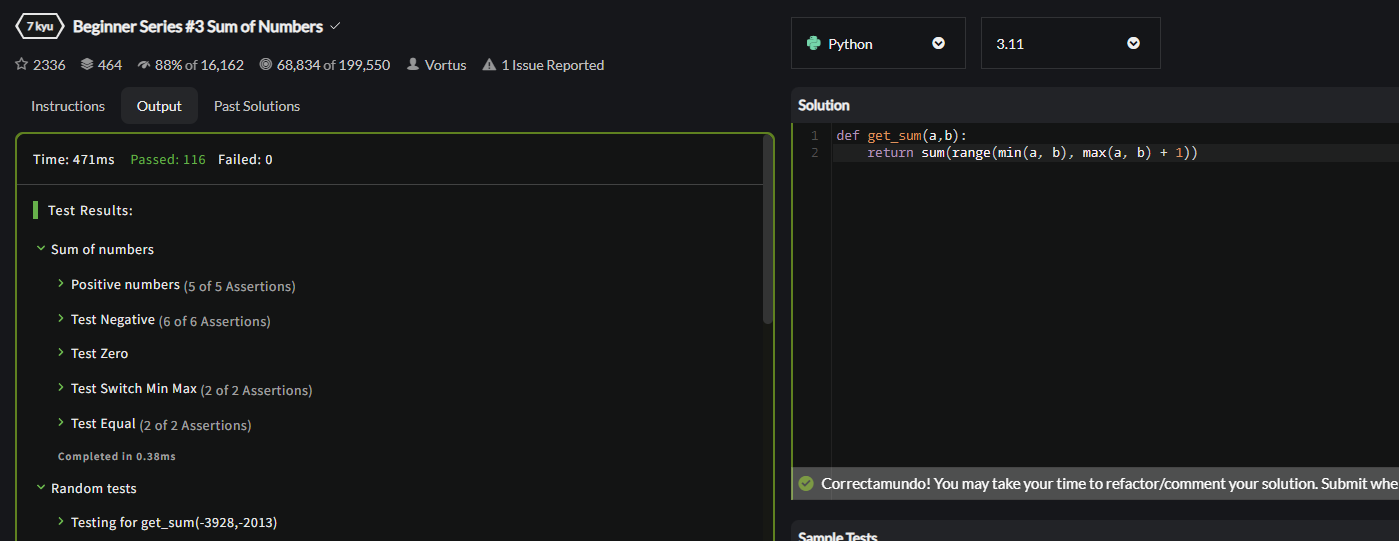 7 kyu Beginner Series #3 Sum of Numbers
2336 464 88% of 16,162 68,834 of 199,550 Vortus 1 Issue Reported
Instructions Output Past Solutions
Time: 471ms Passed: 116 Failed: 0
Test Results:
Sum of numbers
Positive numbers (5 of 5 Assertions)
Test Negative (6 of 6 Assertions)
Test Zero
Test Switch Min Max (2 of 2 Assertions)
Test Equal (2 of 2 Assertions)
Completed in 0.38ms
Random tests
Testing for get_sum(-3928,-2013)
Python 3.11
Solution
1 def get_sum(a,b):
2 return sum(range(min(a, b), max(a, b) + 1))
Correctamundo! You may take your time to refactor/comment your solution. Submit whe
Sample Tests